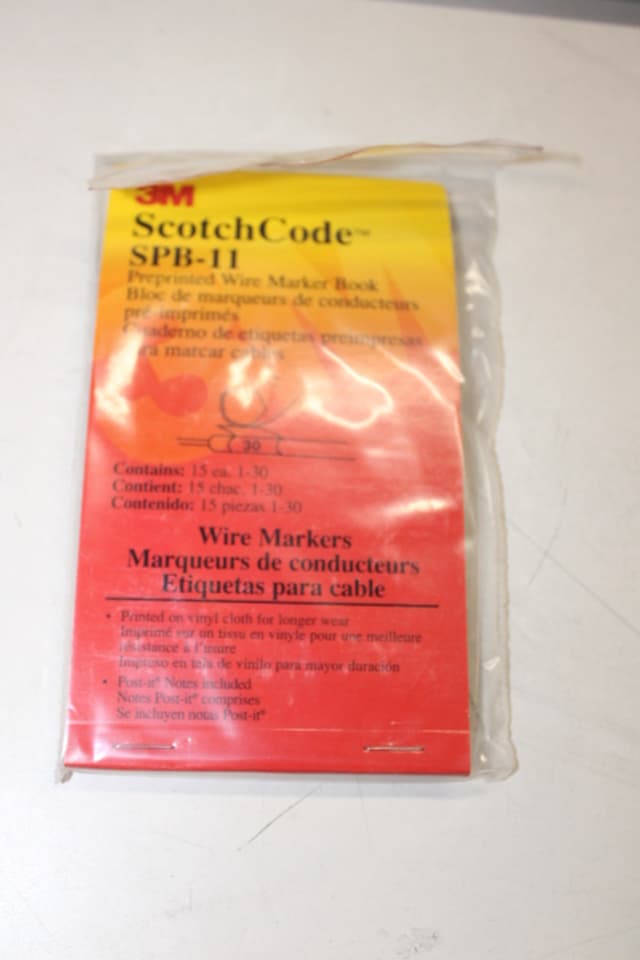 3M
ScotchCode™
SPB-11
Preprinted Wire Marker Book
Bloc de marqueurs de conducteurs
pré-imprimés
Cuaderno de etiquetas preimpresas
para marcar cables
30
Contains: 15 ea. 1-30
Contient: 15 chac. 1-30
Contenido: 15 piezas 1-30
Wire Markers
Marqueurs de conducteurs
Etiquetas para cable
• Printed on vinyl cloth for longer wear
Imprimé sur un tissu en vinyle pour une meilleure
résistance à l'usure
Impreso en tela de vinilo para mayor duración
• Post-it® Notes included
Notes Post-it® comprises
Se incluyen notas Post-it®